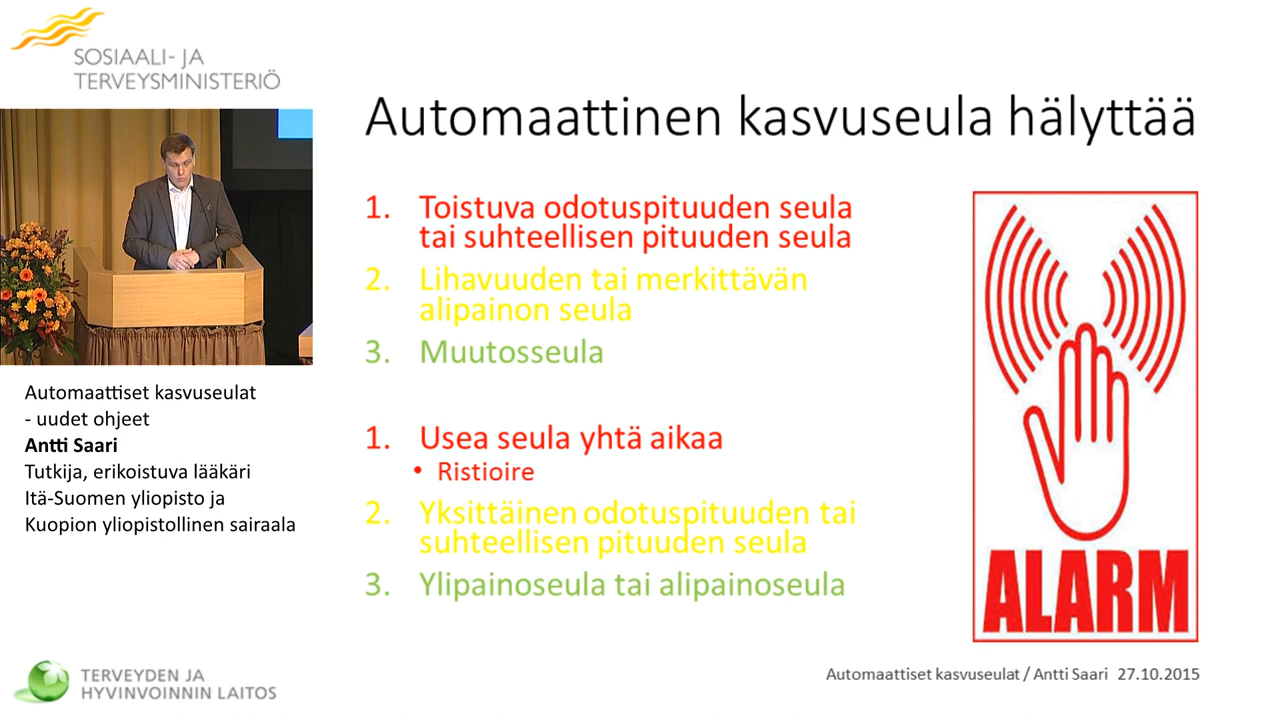 SOSIAALI- JA
TERVEYSMINISTERIÖ
Automaattinen kasvuseula hälyttää
1. Toistuva odotuspituuden seula
tai suhteellisen pituuden seula
2. Lihavuuden tai merkittävän
alipainon seula
3. Muutosseula
1. Usea seula yhtä aikaa
• Ristioire
2. Yksittäinen odotuspituuden tai
suhteellisen pituuden seula
3. Ylipainoseula tai alipainoseula
ALARM
Automaattiset kasvuseulat
- uudet ohjeet
Antti Saari
Tutkija, erikoistuva lääkäri
Itä-Suomen yliopisto ja
Kuopion yliopistollinen sairaala
TERVEYDEN JA
HYVINVOINNIN LAITOS
Automaattiset kasvuseulat / Antti Saari 27.10.2015